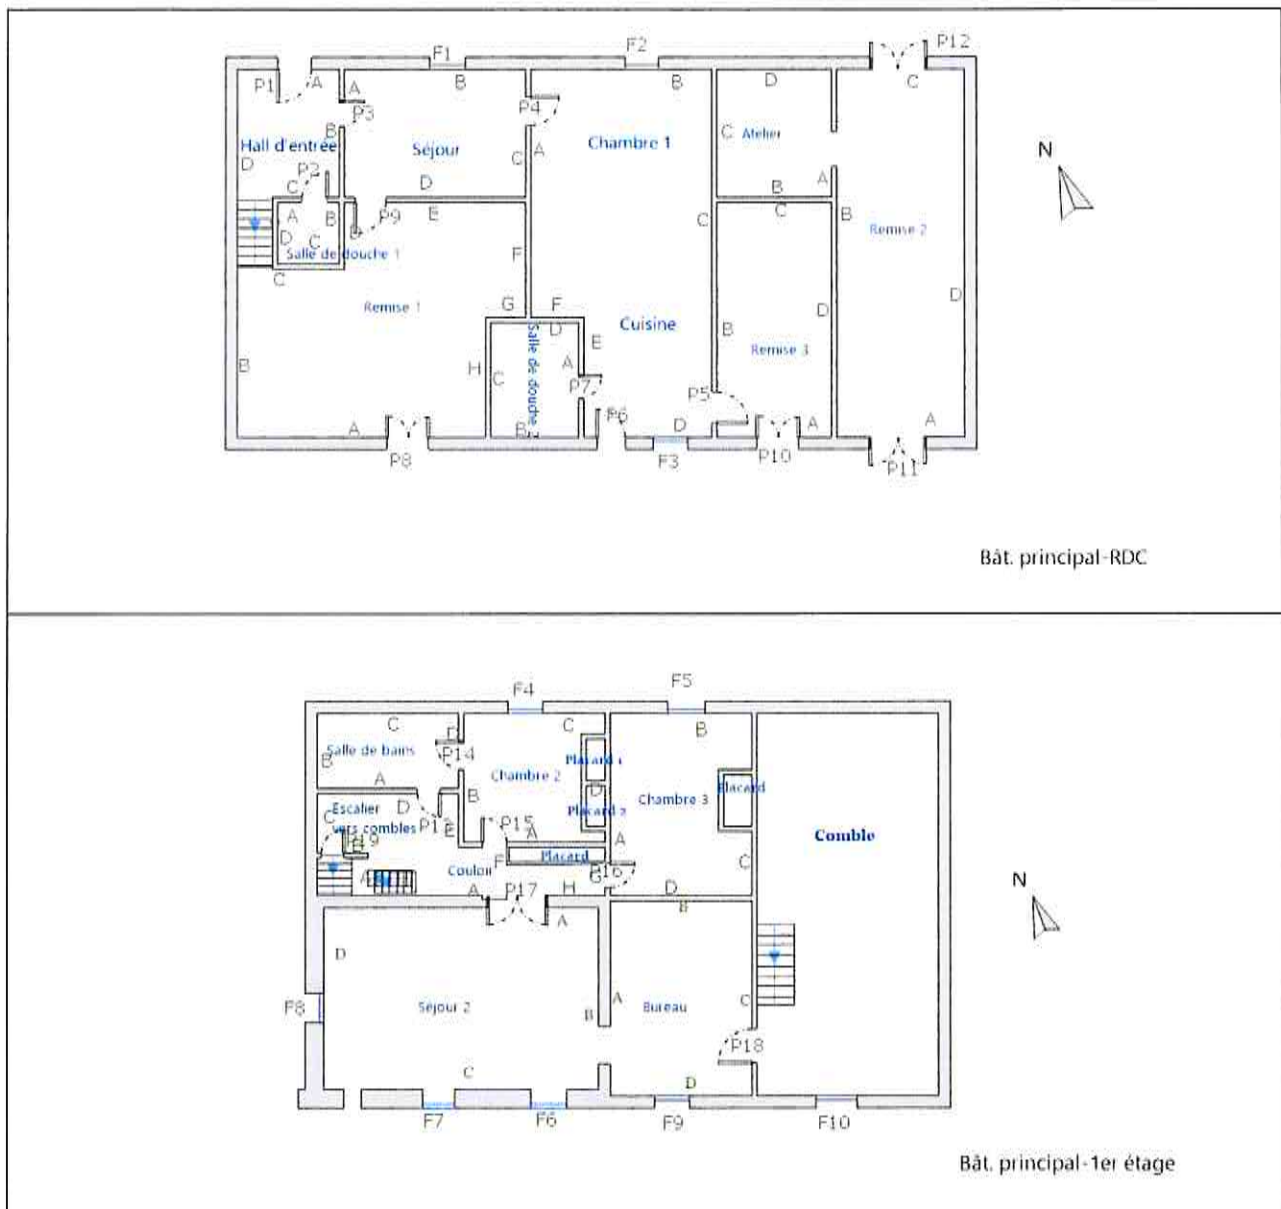 F1 F2 P12
P1 A A B B D C
P3 P4
Hall d'entrée B Séjour C A Chambre 1 C Atelier
N
D P2 C D A B
A B P9 E C C B Remise 2
D C D F
Salle de douche 1
C
Remise 1 G F Cuisine D D
D E B Remise 3
B H C A Salle de douche 2
P7 P5
A B P6 D A A
P8 F3 P10 P11
Bât. principal-RDC
F4 F5
C D C B
Salle de bains P14 Placard 1
B A Chambre 2 D Chambre 3 Placard
Escalier D B Placard 2
vers combles E P15 A A Comble
C P19 F Placard C
Couloir G P16
N
A A P17 H D
A B
D
F8 Séjour 2 B A Bureau C
P18
C D
F7 F6 F9 F10
Bât. principal-1er étage